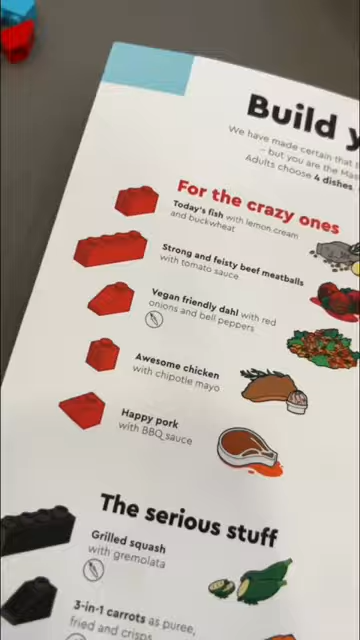 Build y
We have made certain that
– but you are the Mas
Adults choose 4 dishes
For the crazy ones
Today's fish with lemon cream
and buckwheat
Strong and feisty beef meatballs
with tomato sauce
Vegan friendly dahl with red
onions and bell peppers
Awesome chicken
with chipotle mayo
Happy pork
with BBQ sauce
The serious stuff
Grilled squash
with gremolata
3-in-1 carrots as puree,
fried and crisps